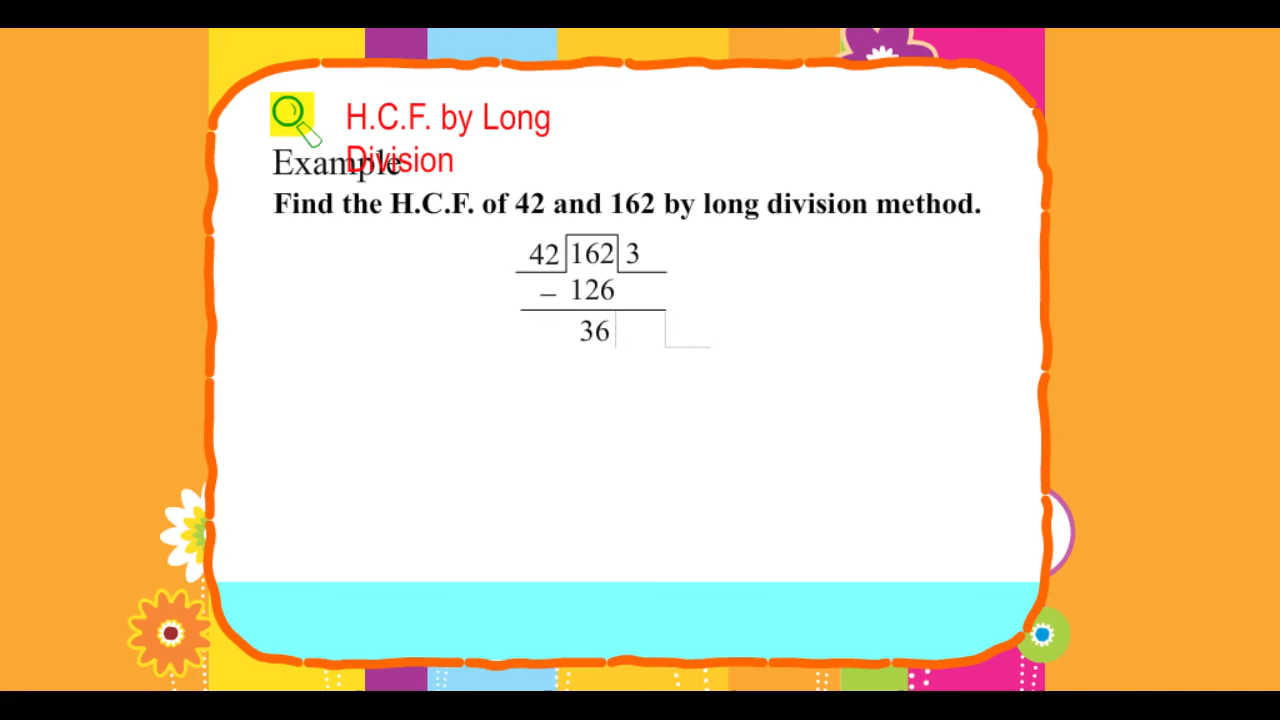 H.C.F. by Long
Division
Example
Find the H.C.F. of 42 and 162 by long division method.
42 162 3
– 126
36